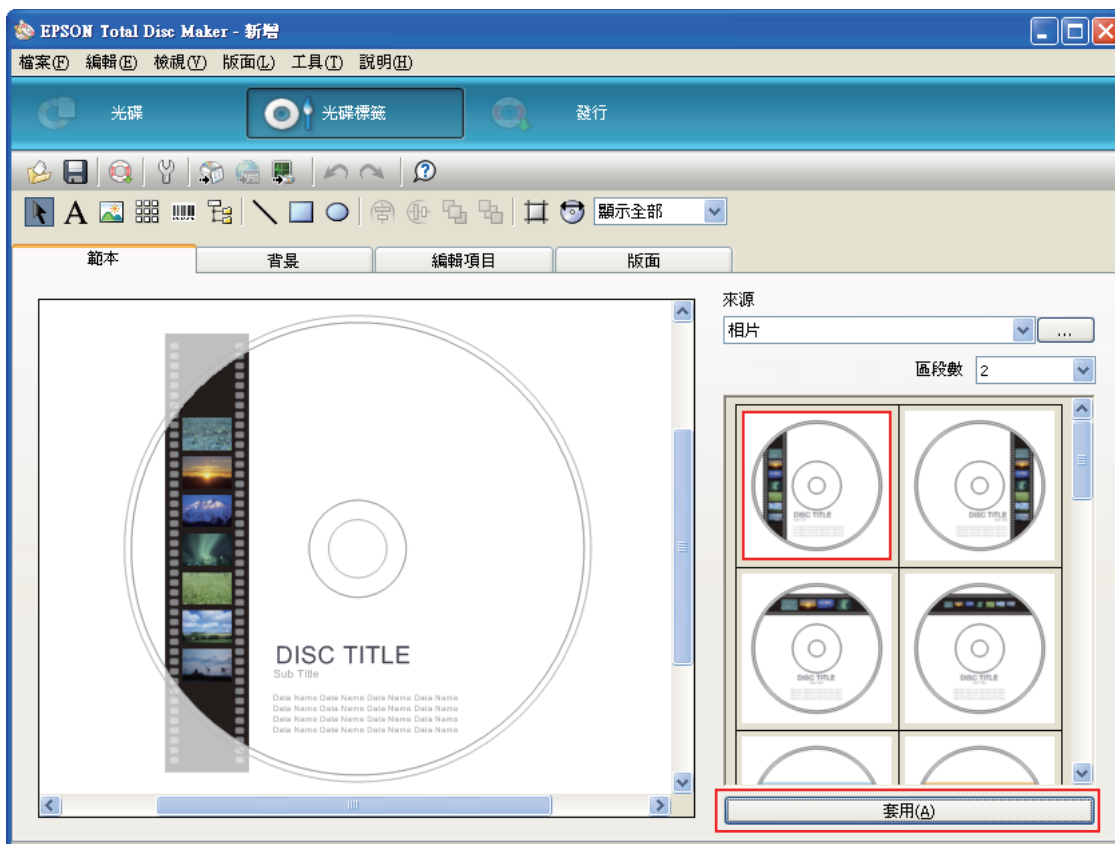 EPSON Total Disc Maker - 新增
檔案(F) 編輯(E) 檢視(V) 版面(L) 工具(T) 說明(H)
光碟 光碟標籤 發行
顯示全部
範本 背景 編輯項目 版面
來源
相片 ...
區段數 2
DISC TITLE
Sub Title
Data Name Data Name Data Name Data Name
Data Name Data Name Data Name Data Name
Data Name Data Name Data Name Data Name
Data Name Data Name Data Name Data Name
DISC TITLE DISC TITLE
DISC TITLE DISC TITLE
套用(A)